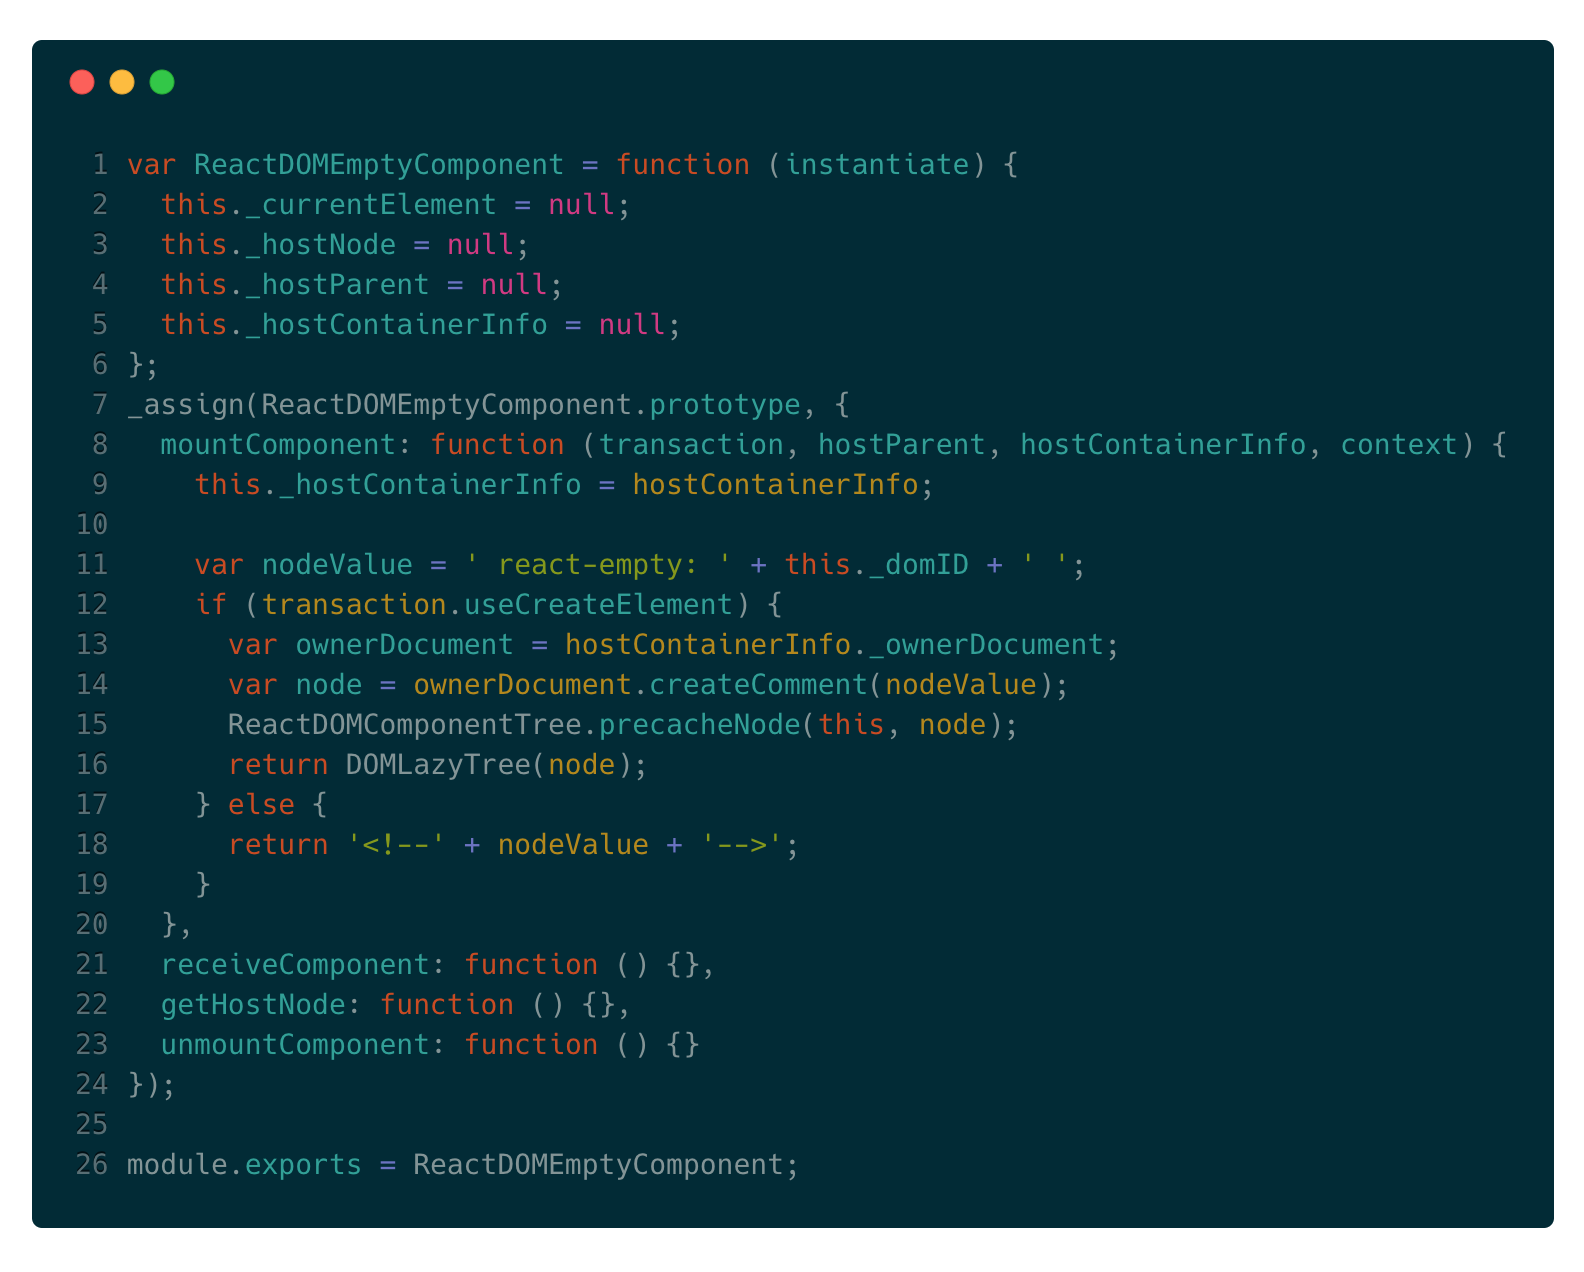 1 var ReactDOMEmptyComponent = function (instantiate) {
2   this._currentElement = null;
3   this._hostNode = null;
4   this._hostParent = null;
5   this._hostContainerInfo = null;
6 };
7 _assign(ReactDOMEmptyComponent.prototype, {
8   mountComponent: function (transaction, hostParent, hostContainerInfo, context) {
9     this._hostContainerInfo = hostContainerInfo;
10
11     var nodeValue = ' react-empty: ' + this._domID + ' ';
12     if (transaction.useCreateElement) {
13       var ownerDocument = hostContainerInfo._ownerDocument;
14       var node = ownerDocument.createComment(nodeValue);
15       ReactDOMComponentTree.precacheNode(this, node);
16       return DOMLazyTree(node);
17     } else {
18       return '<!--' + nodeValue + '-->';
19     }
20   },
21   receiveComponent: function () {},
22   getHostNode: function () {},
23   unmountComponent: function () {}
24 });
25
26 module.exports = ReactDOMEmptyComponent;